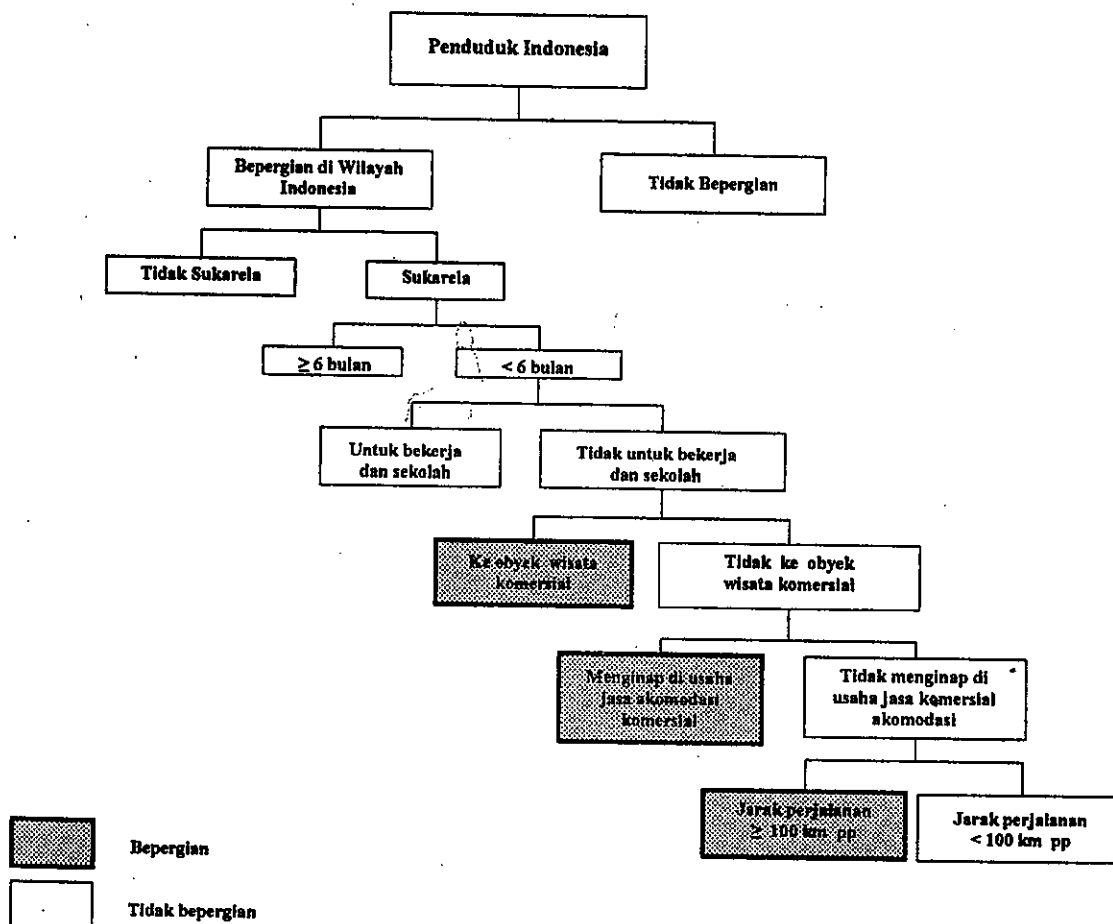 Penduduk Indonesia
Bepergian di Wilayah
Indonesia
Tidak Bepergian
Tidak Sukarela
Sukarela
≥ 6 bulan
< 6 bulan
Untuk bekerja
dan sekolah
Tidak untuk bekerja
dan sekolah
Ke obyek wisata
komersial
Tidak ke obyek
wisata komersial
Menginap di usaha
jasa akomodasi
komersial
Tidak menginap di
usaha jasa komersial
akomodasi
Jarak perjalanan
≥ 100 km pp
Jarak perjalanan
< 100 km pp
Bepergian
Tidak bepergian